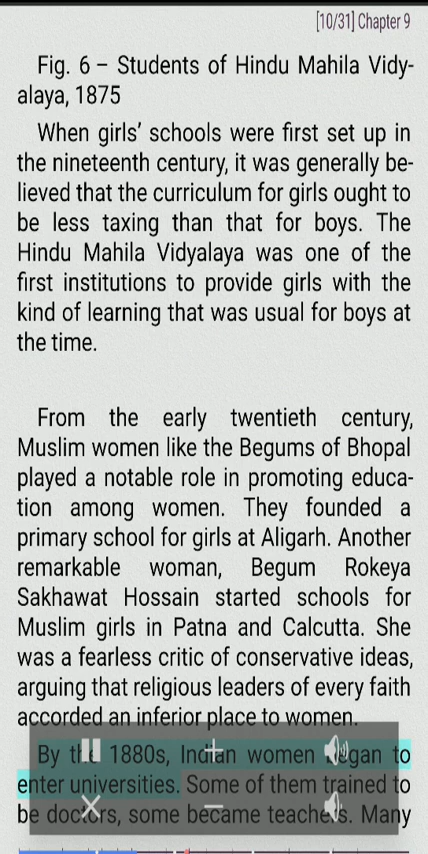 [10/31] Chapter 9
Fig. 6 – Students of Hindu Mahila Vidy-
alaya, 1875
When girls’ schools were first set up in
the nineteenth century, it was generally be-
lieved that the curriculum for girls ought to
be less taxing than that for boys. The
Hindu Mahila Vidyalaya was one of the
first institutions to provide girls with the
kind of learning that was usual for boys at
the time.
From the early twentieth century,
Muslim women like the Begums of Bhopal
played a notable role in promoting educa-
tion among women. They founded a
primary school for girls at Aligarh. Another
remarkable woman, Begum Rokeya
Sakhawat Hossain started schools for
Muslim girls in Patna and Calcutta. She
was a fearless critic of conservative ideas,
arguing that religious leaders of every faith
accorded an inferior place to women.
By the 1880s, Indian women began to
enter universities. Some of them trained to
be doctors, some became teachers. Many